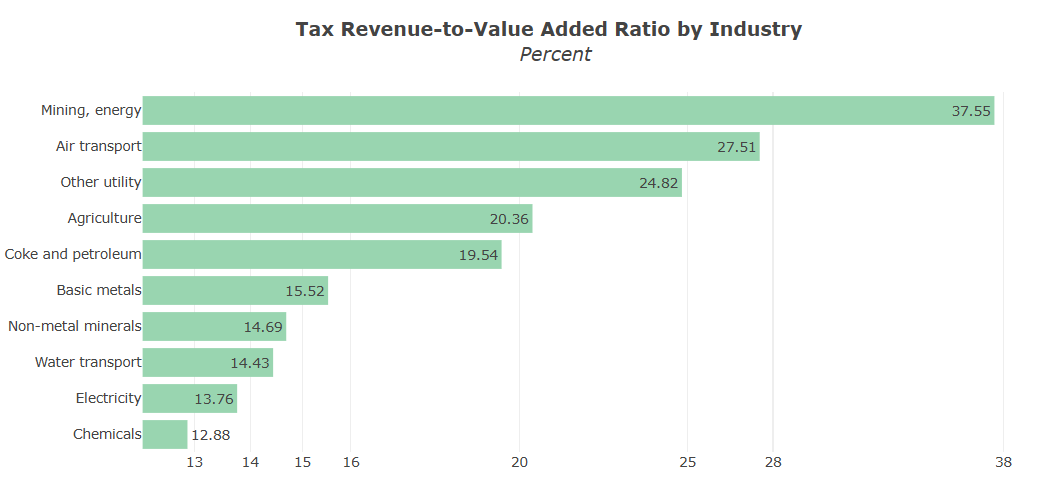 Tax Revenue-to-Value Added Ratio by Industry
Percent
Mining, energy 37.55
Air transport 27.51
Other utility 24.82
Agriculture 20.36
Coke and petroleum 19.54
Basic metals 15.52
Non-metal minerals 14.69
Water transport 14.43
Electricity 13.76
Chemicals 12.88
13 14 15 16 20 25 28 38